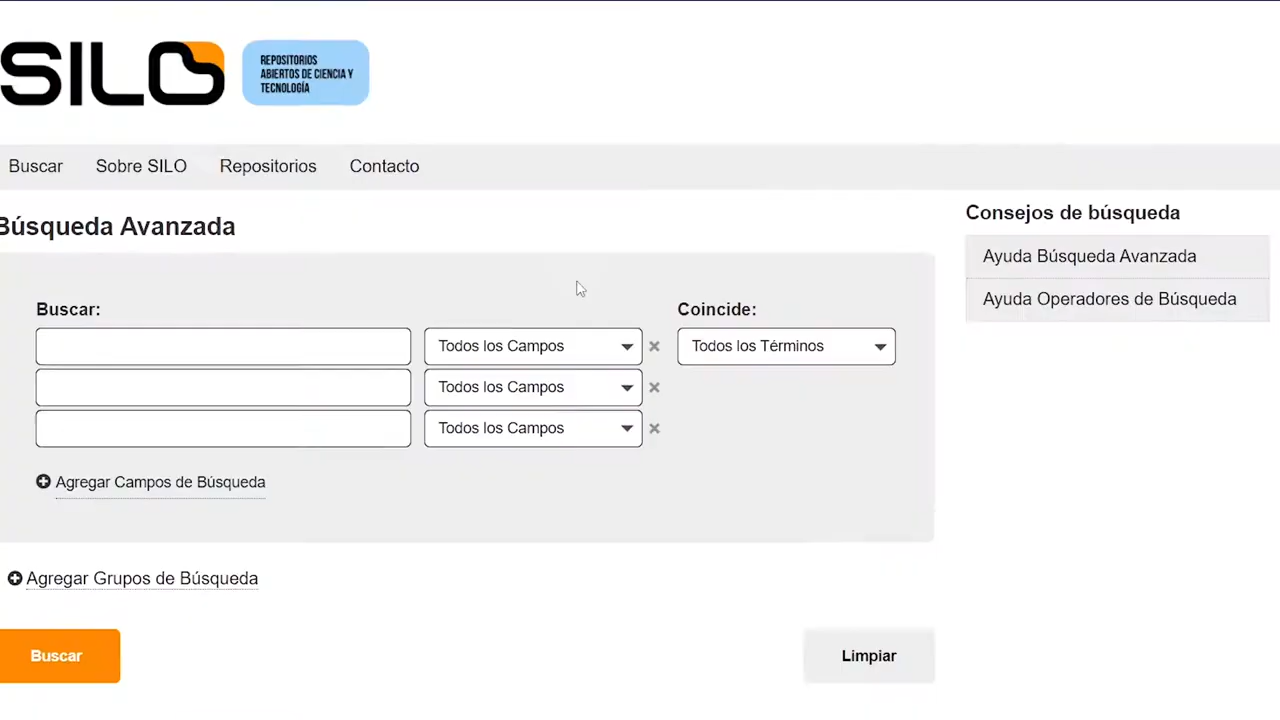 SILO
REPOSITORIOS
ABIERTOS DE CIENCIA Y
TECNOLOGÍA
Buscar Sobre SILO Repositorios Contacto
Búsqueda Avanzada
Consejos de búsqueda
Ayuda Búsqueda Avanzada
Ayuda Operadores de Búsqueda
Buscar: Coincide:
Todos los Campos Todos los Términos
Todos los Campos
Todos los Campos
Agregar Campos de Búsqueda
Agregar Grupos de Búsqueda
Buscar Limpiar